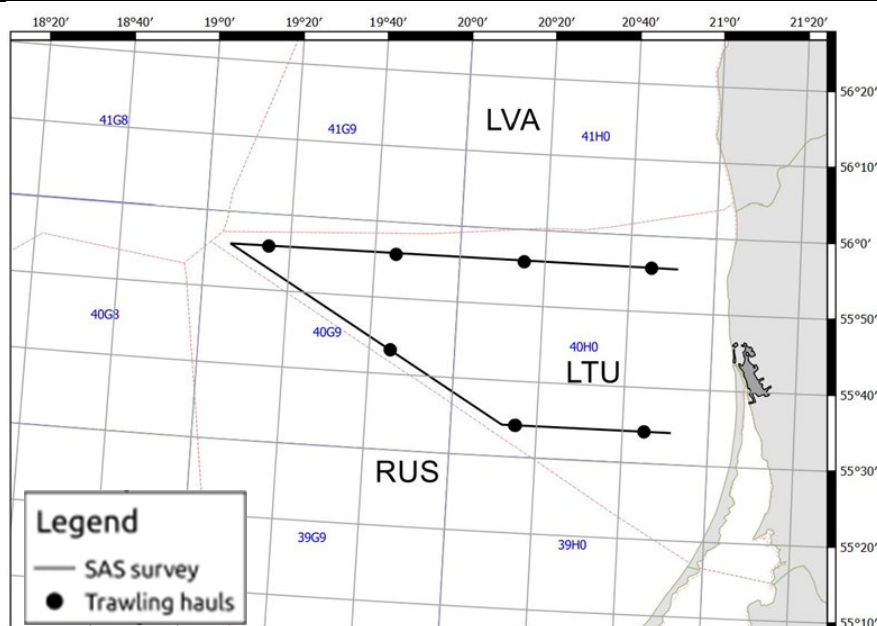 18°20' 18°40' 19°0' 19°20' 19°40' 20°0' 20°20' 20°40' 21°0' 21°20'
56°20'
LVA
41G8 41G9 41H0
56°10'
56°0'
55°50'
40G8 40G9 40H0
LTU
55°40'
RUS
55°30'
Legend
39G9 39H0
55°20'
SAS survey
Trawling hauls
55°10'